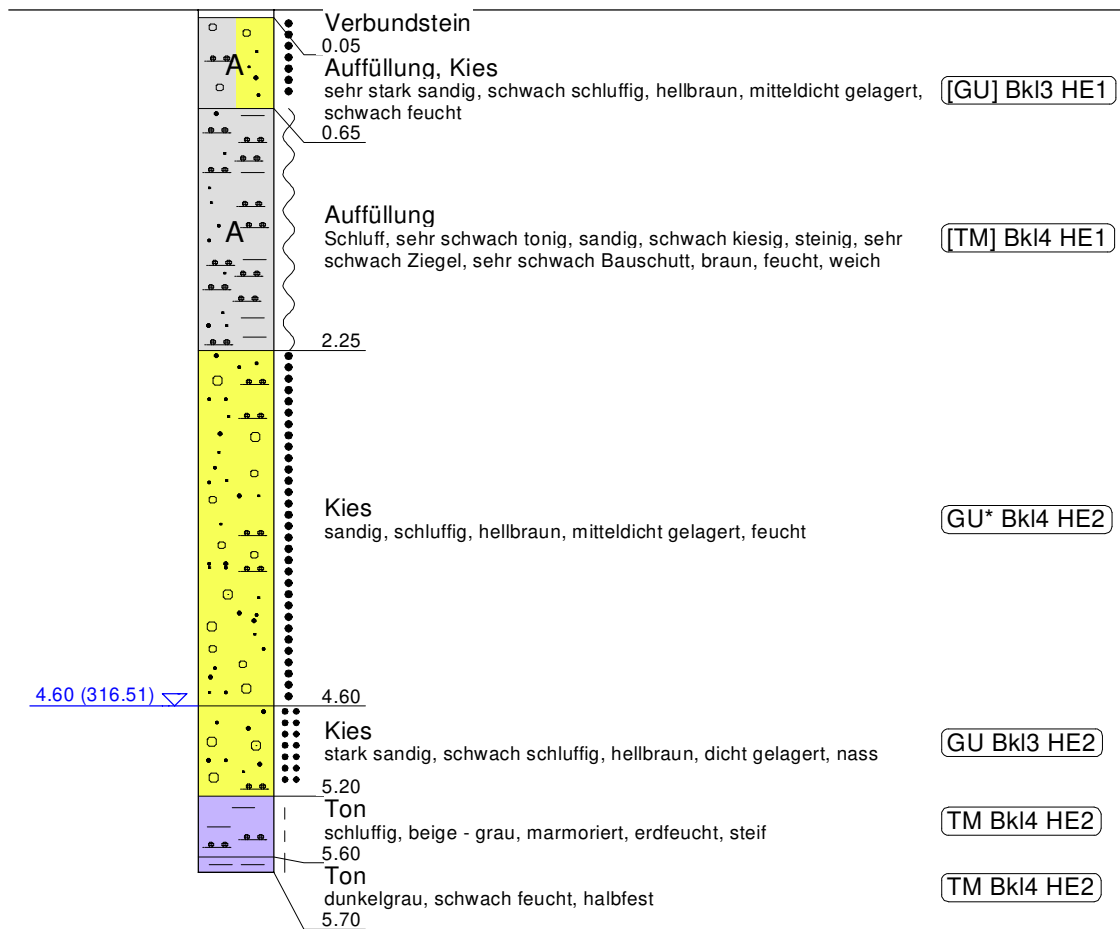 Verbundstein
0.05
A
Auffüllung, Kies
sehr stark sandig, schwach schluffig, hellbraun, mitteldicht gelagert,
schwach feucht
[GU] Bkl3 HE1
0.65
A
Auffüllung
Schluff, sehr schwach tonig, sandig, schwach kiesig, steinig, sehr
schwach Ziegel, sehr schwach Bauschutt, braun, feucht, weich
[TM] Bkl4 HE1
2.25
Kies
sandig, schluffig, hellbraun, mitteldicht gelagert, feucht
GU* Bkl4 HE2
4.60 (316.51)
4.60
Kies
stark sandig, schwach schluffig, hellbraun, dicht gelagert, nass
GU Bkl3 HE2
5.20
Ton
schluffig, beige - grau, marmoriert, erdfeucht, steif
TM Bkl4 HE2
5.60
Ton
dunkelgrau, schwach feucht, halbfest
TM Bkl4 HE2
5.70